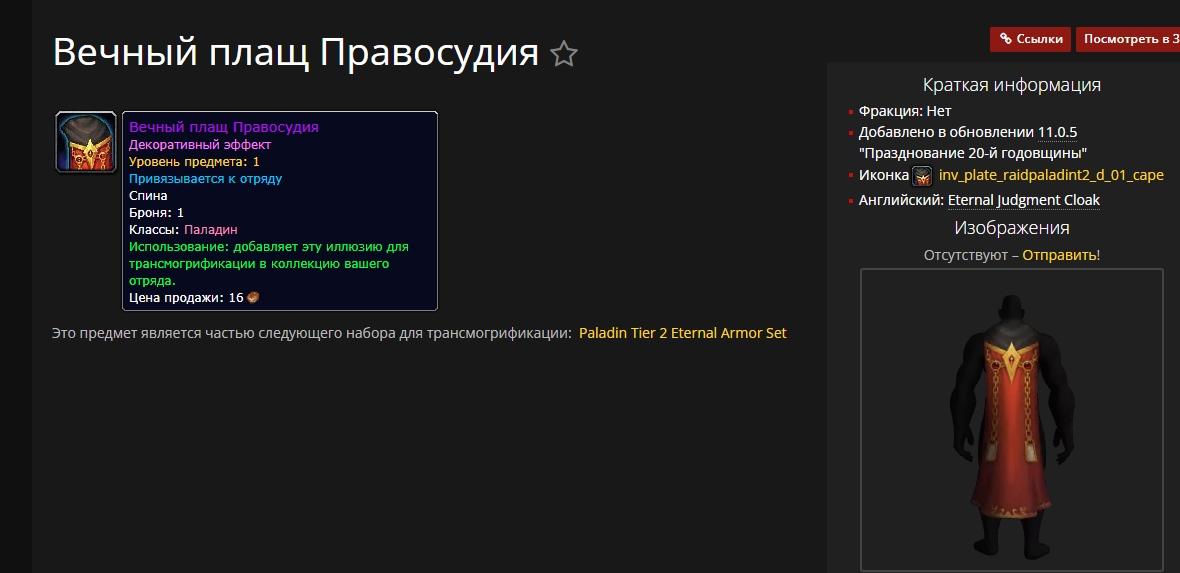 Вечный плащ Правосудия
Ссылки
Посмотреть в 3
Вечный плащ Правосудия
Декоративный эффект
Уровень предмета: 1
Привязывается к отряду
Спина
Броня: 1
Классы: Паладин
Использование: добавляет эту иллюзию для
трансмогрификации в коллекцию вашего
отряда.
Цена продажи: 16
Это предмет является частью следующего набора для трансмогрификации: Paladin Tier 2 Eternal Armor Set
Краткая информация
Фракция: Нет
Добавлено в обновлении 11.0.5
"Празднование 20-й годовщины"
Иконка inv_plate_raidpaladint2_d_01_cape
Английский: Eternal Judgment Cloak
Изображения
Отсутствуют – Отправить!